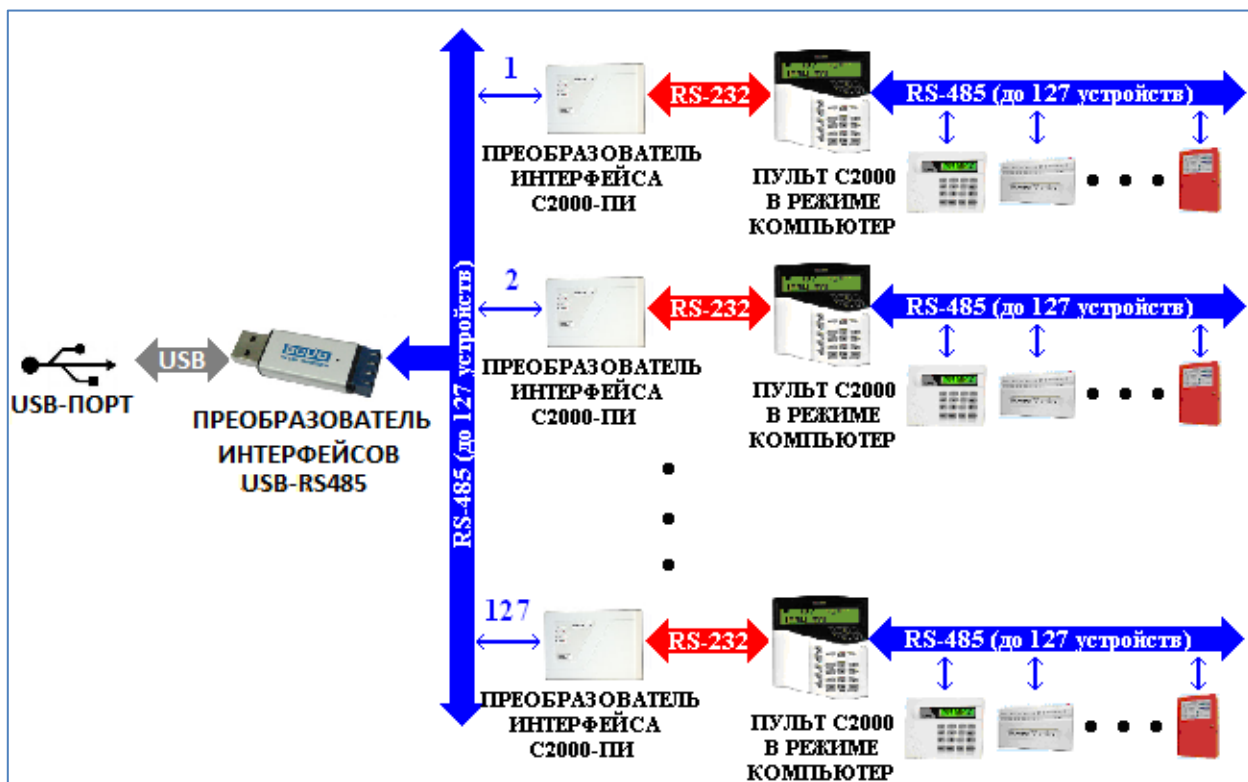 1
RS-232
RS-485 (до 127 устройств)
ПРЕОБРАЗОВАТЕЛЬ
ИНТЕРФЕЙСА
С2000-ПИ
ПУЛЬТ С2000
В РЕЖИМЕ
КОМПЬЮТЕР
2
RS-232
RS-485 (до 127 устройств)
ПРЕОБРАЗОВАТЕЛЬ
ИНТЕРФЕЙСА
С2000-ПИ
ПУЛЬТ С2000
В РЕЖИМЕ
КОМПЬЮТЕР
USB-ПОРТ
USB
ПРЕОБРАЗОВАТЕЛЬ
ИНТЕРФЕЙСОВ
USB-RS485
RS-485 (до 127 устройств)
127
RS-232
RS-485 (до 127 устройств)
ПРЕОБРАЗОВАТЕЛЬ
ИНТЕРФЕЙСА
С2000-ПИ
ПУЛЬТ С2000
В РЕЖИМЕ
КОМПЬЮТЕР